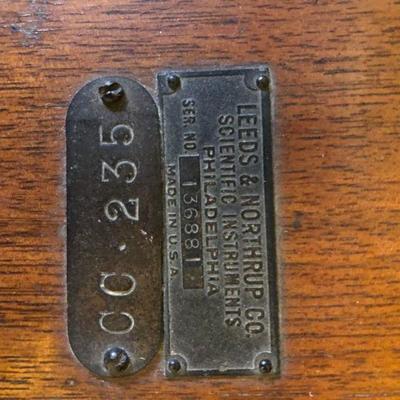 LEEDS & NORTHRUP CO.
SCIENTIFIC INSTRUMENTS
PHILADELPHIA
SER. NO. 136881
MADE IN U.S.A.
CC · 235